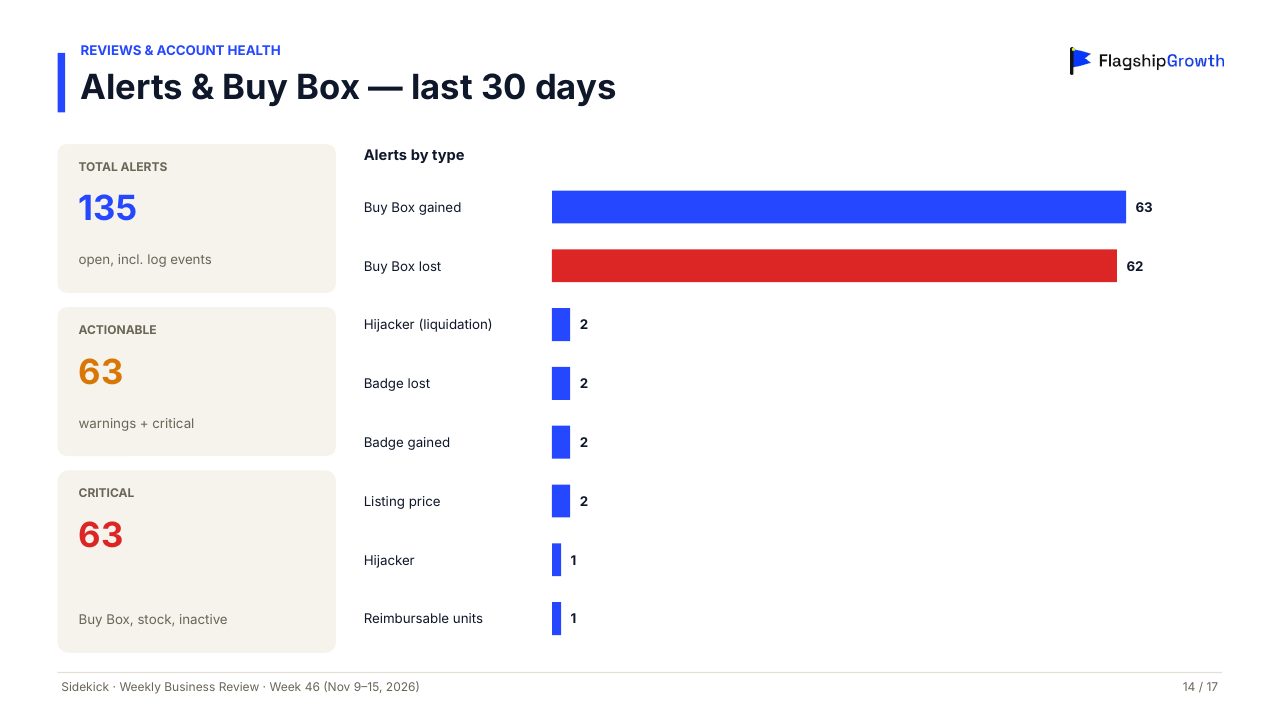 REVIEWS & ACCOUNT HEALTH
Alerts & Buy Box — last 30 days
FlagshipGrowth
TOTAL ALERTS
135
open, incl. log events
ACTIONABLE
63
warnings + critical
CRITICAL
63
Buy Box, stock, inactive
Alerts by type
Buy Box gained 63
Buy Box lost 62
Hijacker (liquidation) 2
Badge lost 2
Badge gained 2
Listing price 2
Hijacker 1
Reimbursable units 1
Sidekick · Weekly Business Review · Week 46 (Nov 9–15, 2026)
14 / 17